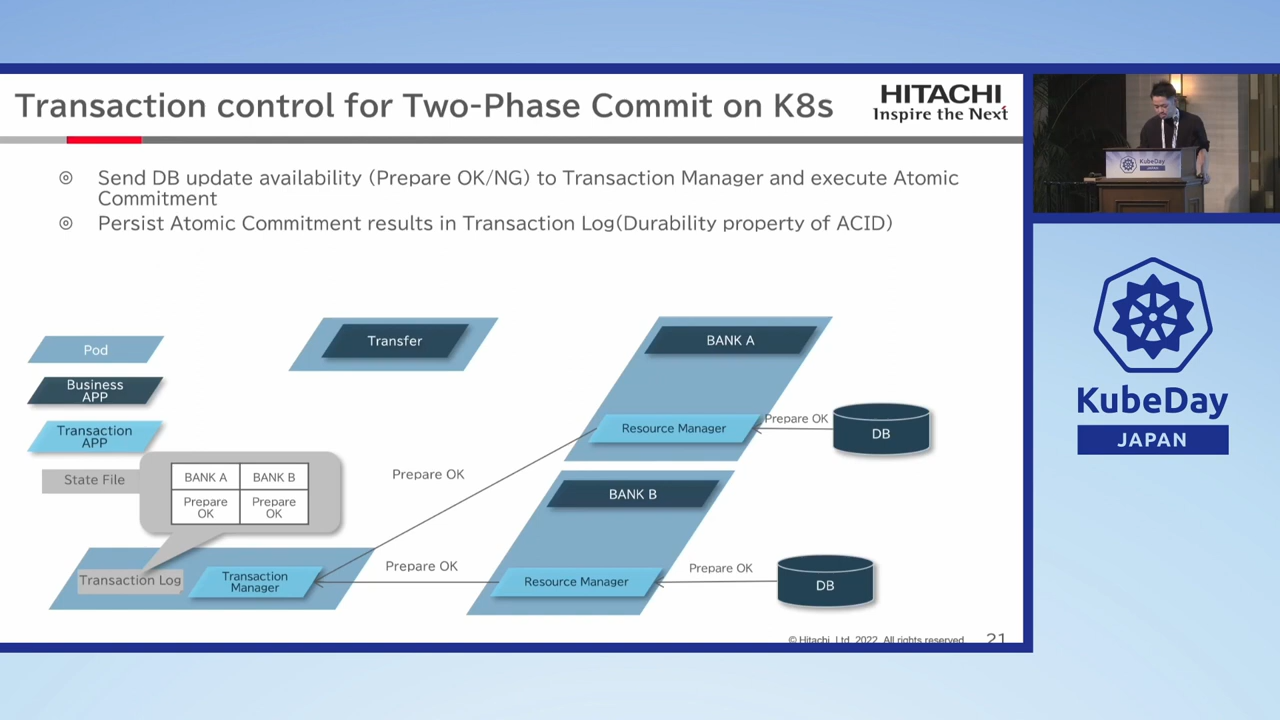 Transaction control for Two-Phase Commit on K8s
HITACHI
Inspire the Next
◎ Send DB update availability (Prepare OK/NG) to Transaction Manager and execute Atomic
Commitment
◎ Persist Atomic Commitment results in Transaction Log(Durability property of ACID)
Pod
Business
APP
Transaction
APP
State File
BANK A
BANK B
Prepare
OK
Prepare
OK
Transaction Log
Transaction
Manager
Transfer
BANK A
Resource Manager
Prepare OK
DB
Prepare OK
BANK B
Resource Manager
Prepare OK
DB
Prepare OK
© Hitachi, Ltd. 2022. All rights reserved.
21
KubeDay
JAPAN
KubeDay
JAPAN